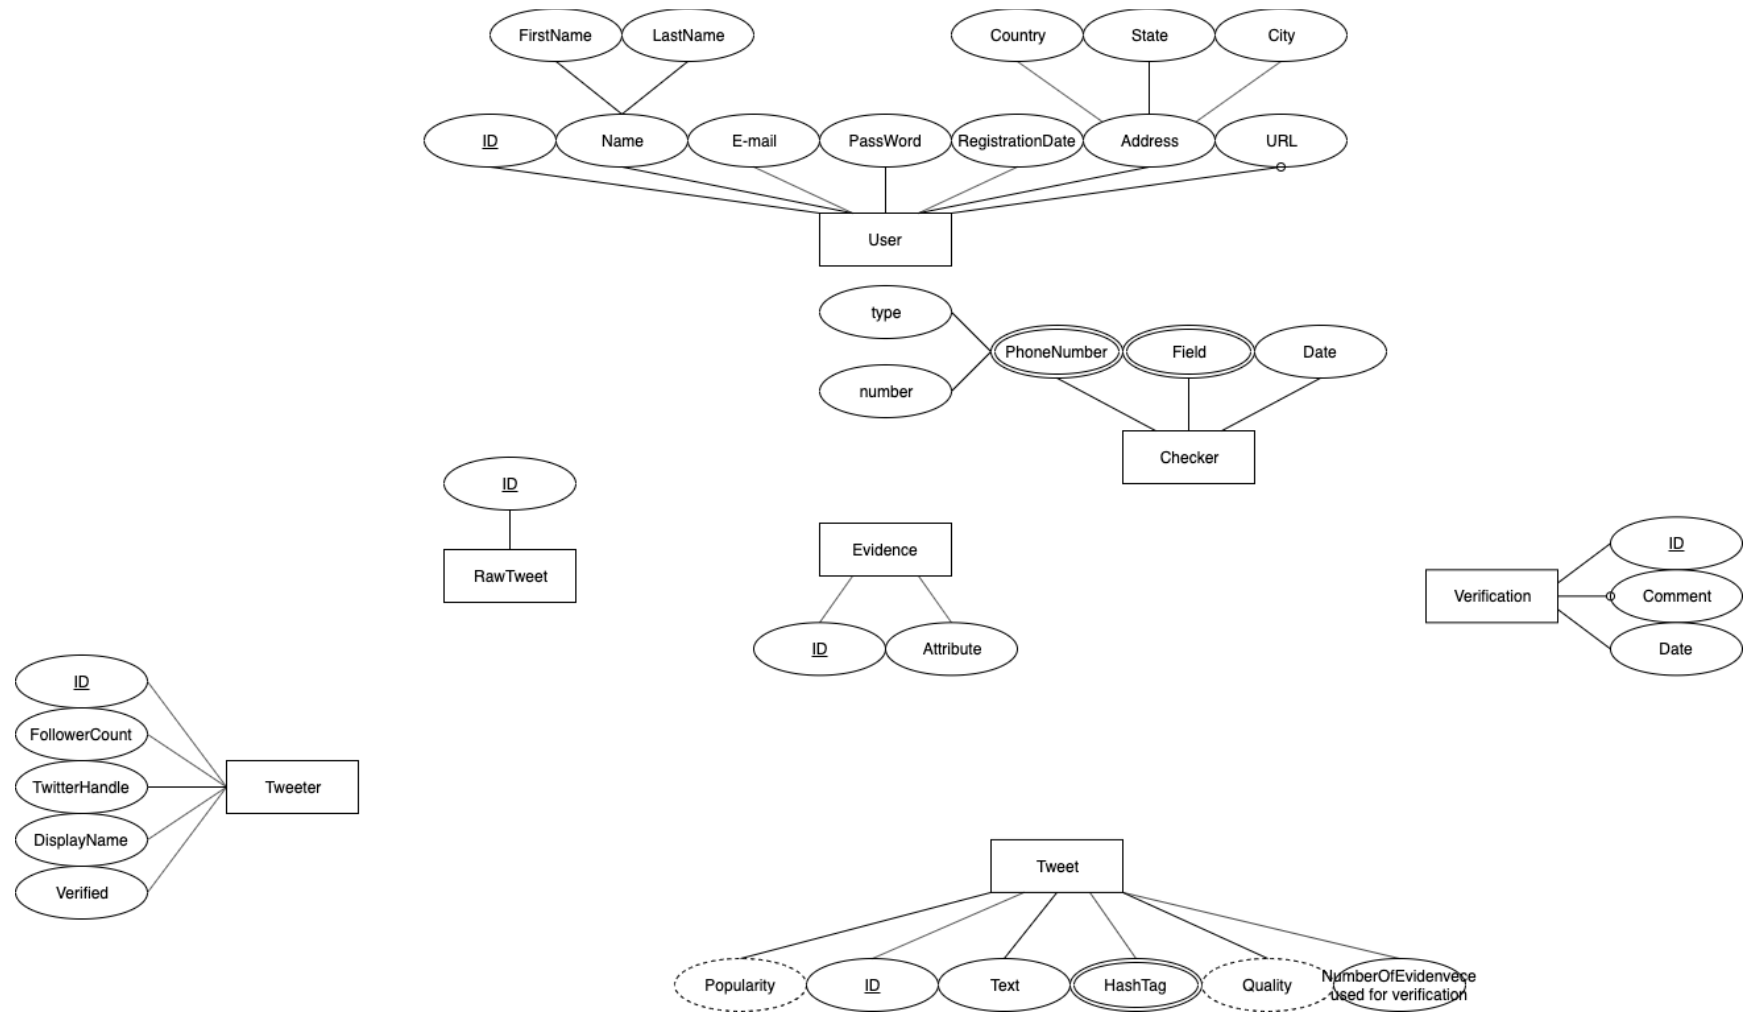 FirstName
LastName
Country
State
City
ID
Name
E-mail
PassWord
RegistrationDate
Address
URL
User
type
number
PhoneNumber
Field
Date
Checker
ID
RawTweet
Evidence
ID
Attribute
Verification
ID
Comment
Date
ID
FollowerCount
TwitterHandle
DisplayName
Verified
Tweeter
Tweet
Popularity
ID
Text
HashTag
Quality
NumberOfEvidenvece
used for verification